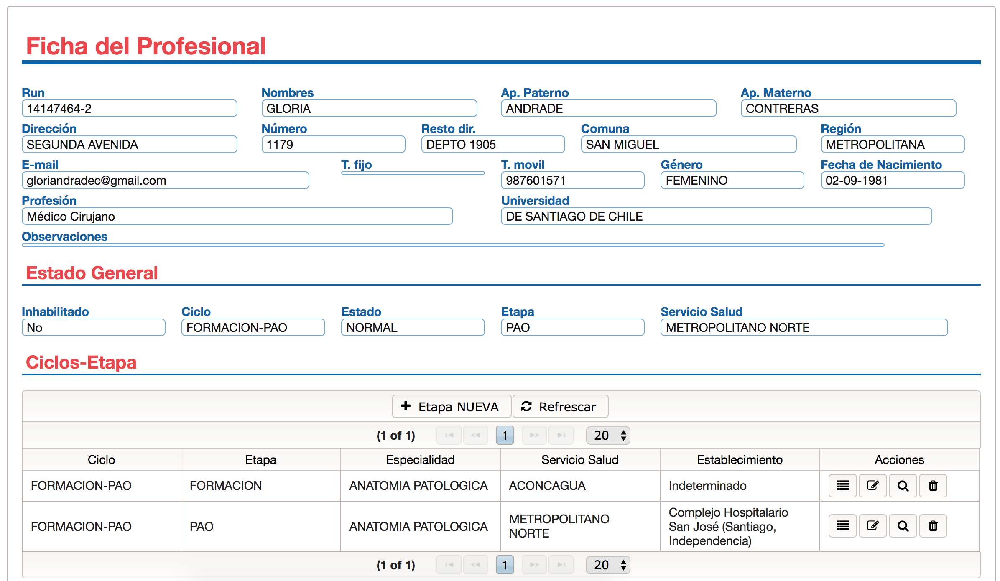 Ficha del Profesional
Run Nombres Ap. Paterno Ap. Materno
14147464-2 GLORIA ANDRADE CONTRERAS
Dirección Número Resto dir. Comuna Región
SEGUNDA AVENIDA 1179 DEPTO 1905 SAN MIGUEL METROPOLITANA
E-mail T. fijo T. movil Género Fecha de Nacimiento
gloriandradec@gmail.com 987601571 FEMENINO 02-09-1981
Profesión Universidad
Médico Cirujano DE SANTIAGO DE CHILE
Observaciones
Estado General
Inhabilitado Ciclo Estado Etapa Servicio Salud
No FORMACION-PAO NORMAL PAO METROPOLITANO NORTE
Ciclos-Etapa
Etapa NUEVA Refrescar
(1 of 1) 1 20
Ciclo Etapa Especialidad Servicio Salud Establecimiento Acciones
FORMACION-PAO FORMACION ANATOMIA PATOLOGICA ACONCAGUA Indeterminado
FORMACION-PAO PAO ANATOMIA PATOLOGICA METROPOLITANO
NORTE
Complejo Hospitalario
San José (Santiago,
Independencia)
(1 of 1) 1 20